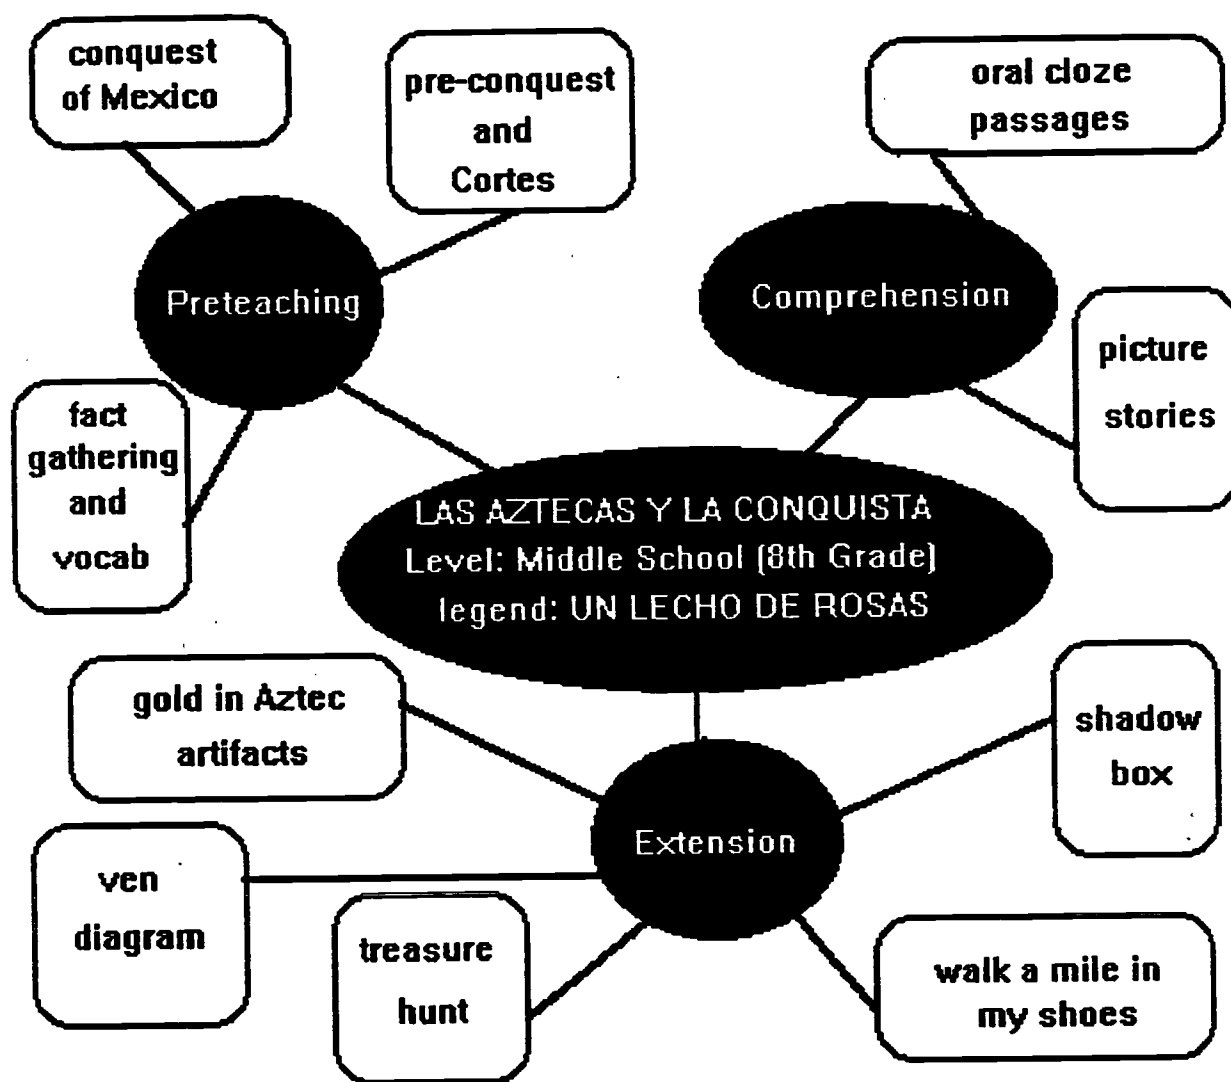 conquest
of Mexico
pre-conquest
and
Cortes
oral cloze
passages
Preteaching
Comprehension
picture
stories
fact
gathering
and
vocab
LAS AZTECAS Y LA CONQUISTA
Level: Middle School (8th Grade)
legend: UN LECHO DE ROSAS
gold in Aztec
artifacts
shadow
box
Extension
ven
diagram
treasure
hunt
walk a mile in
my shoes